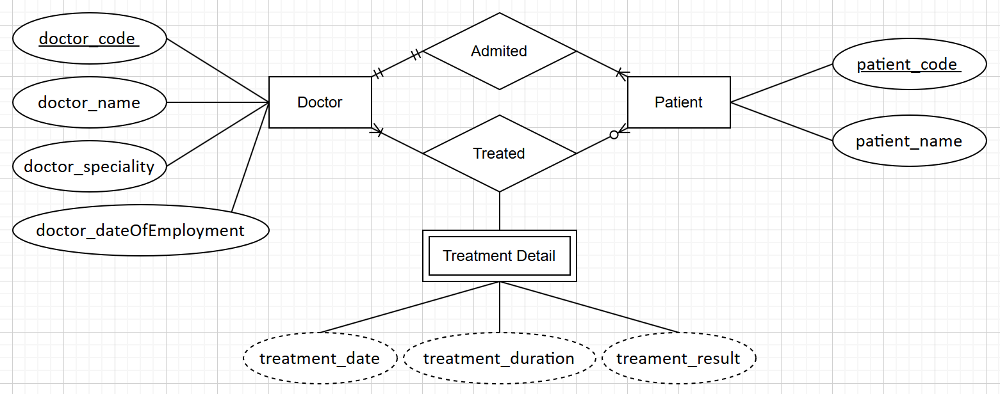 doctor_code
Admited
patient_code
doctor_name
Doctor
Patient
patient_name
Treated
doctor_speciality
doctor_dateOfEmployment
Treatment Detail
treatment_date
treatment_duration
treament_result